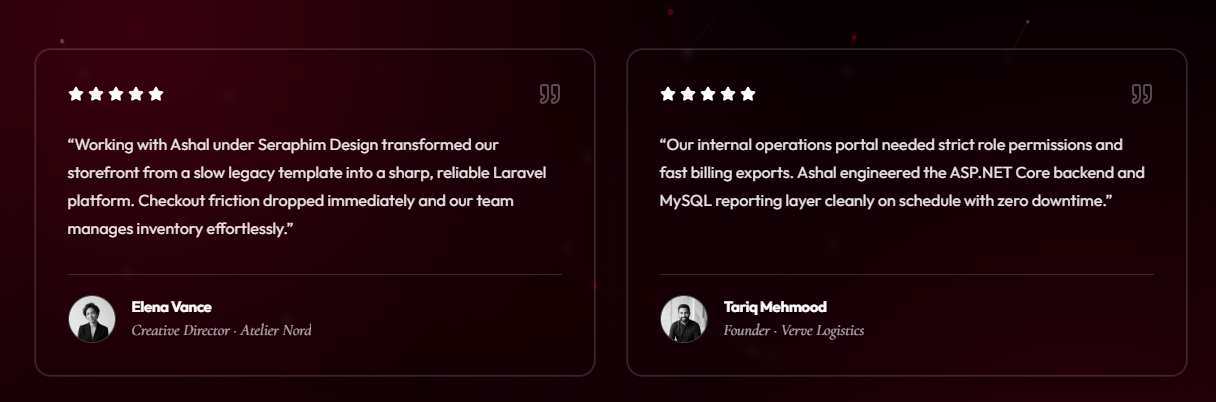 “Working with Ashal under Seraphim Design transformed our
storefront from a slow legacy template into a sharp, reliable Laravel
platform. Checkout friction dropped immediately and our team
manages inventory effortlessly.”
Elena Vance
Creative Director · Atelier Nord
“Our internal operations portal needed strict role permissions and
fast billing exports. Ashal engineered the ASP.NET Core backend and
MySQL reporting layer cleanly on schedule with zero downtime.”
Tariq Mehmood
Founder · Verve Logistics